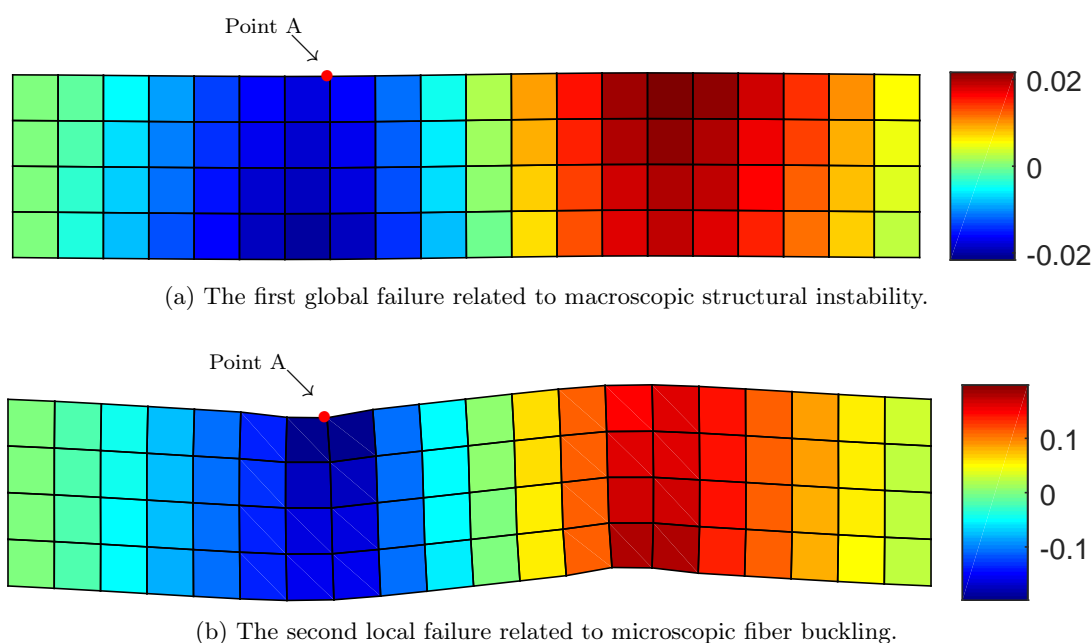 Point A
0.02
0
-0.02
(a) The first global failure related to macroscopic structural instability.
Point A
0.1
0
-0.1
(b) The second local failure related to microscopic fiber buckling.